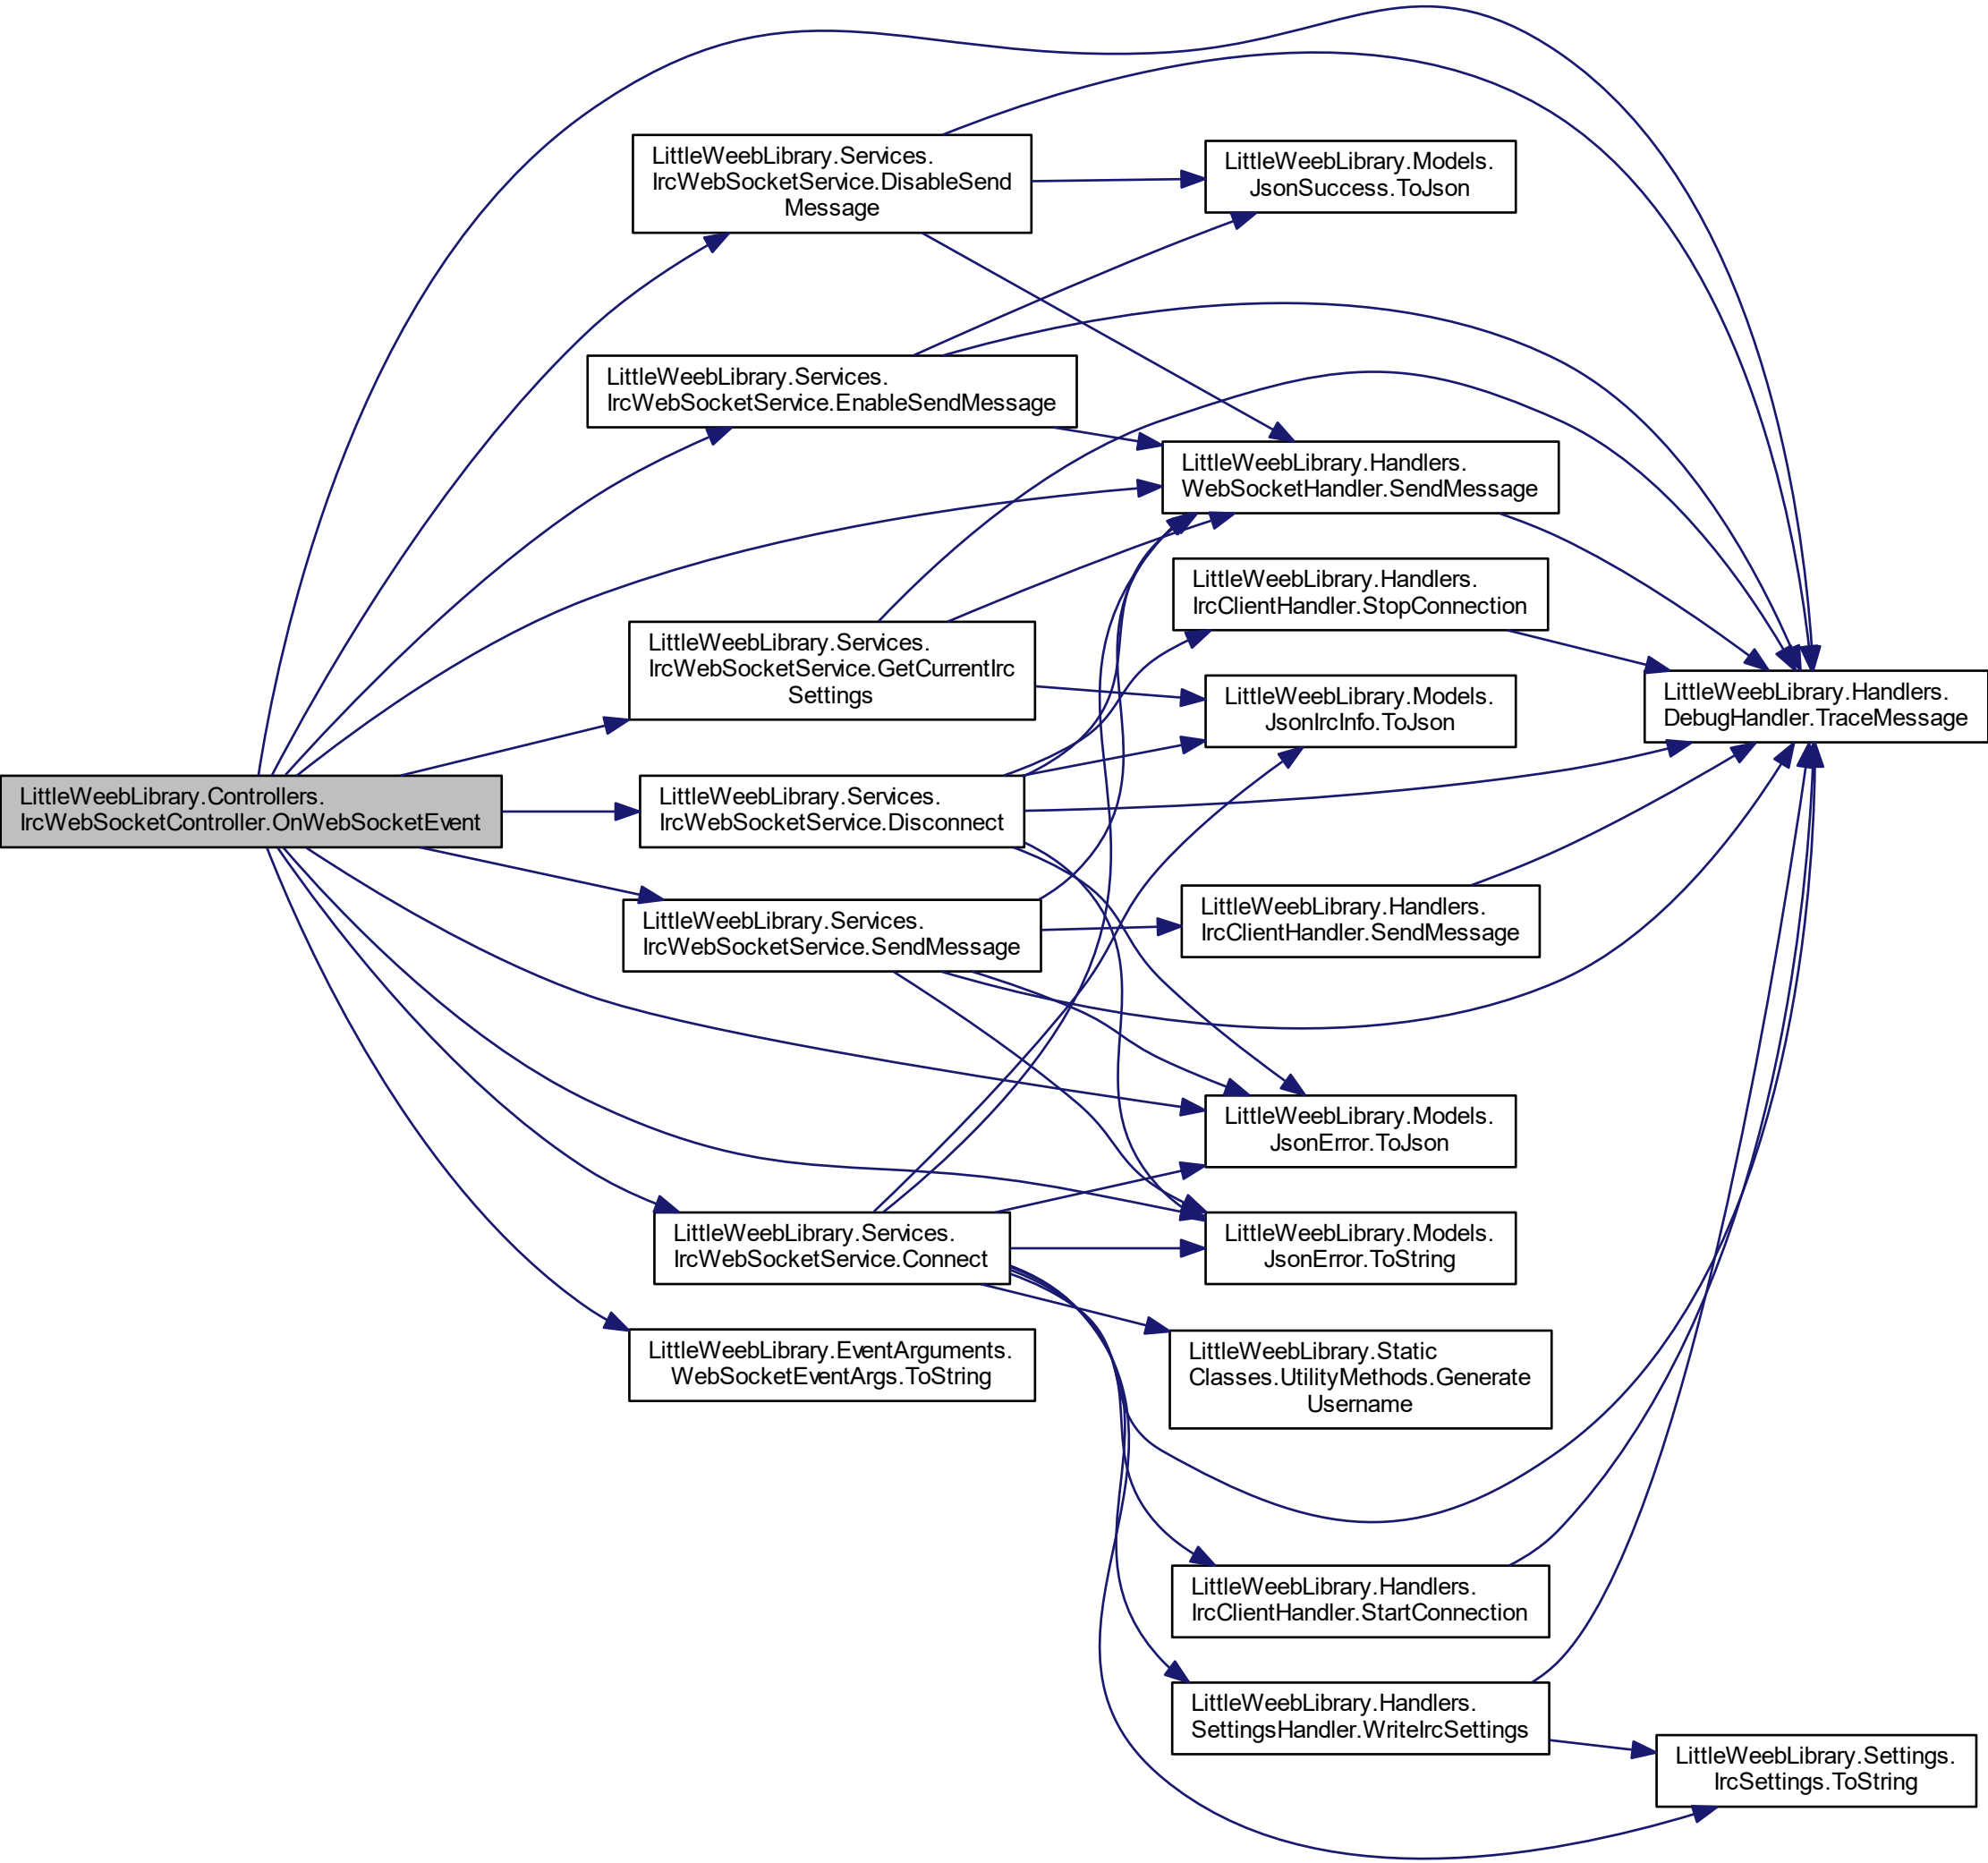 LittleWeebLibrary.Controllers.
IrcWebSocketController.OnWebSocketEvent
LittleWeebLibrary.Services.
IrcWebSocketService.DisableSend
Message
LittleWeebLibrary.Services.
IrcWebSocketService.EnableSendMessage
LittleWeebLibrary.Services.
IrcWebSocketService.GetCurrentIrc
Settings
LittleWeebLibrary.Services.
IrcWebSocketService.Disconnect
LittleWeebLibrary.Services.
IrcWebSocketService.SendMessage
LittleWeebLibrary.Services.
IrcWebSocketService.Connect
LittleWeebLibrary.EventArguments.
WebSocketEventArgs.ToString
LittleWeebLibrary.Models.
JsonSuccess.ToJson
LittleWeebLibrary.Handlers.
WebSocketHandler.SendMessage
LittleWeebLibrary.Handlers.
IrcClientHandler.StopConnection
LittleWeebLibrary.Models.
JsonIrcInfo.ToJson
LittleWeebLibrary.Handlers.
IrcClientHandler.SendMessage
LittleWeebLibrary.Models.
JsonError.ToJson
LittleWeebLibrary.Models.
JsonError.ToString
LittleWeebLibrary.Static
Classes.UtilityMethods.Generate
Username
LittleWeebLibrary.Handlers.
IrcClientHandler.StartConnection
LittleWeebLibrary.Handlers.
SettingsHandler.WriteIrcSettings
LittleWeebLibrary.Handlers.
DebugHandler.TraceMessage
LittleWeebLibrary.Settings.
IrcSettings.ToString